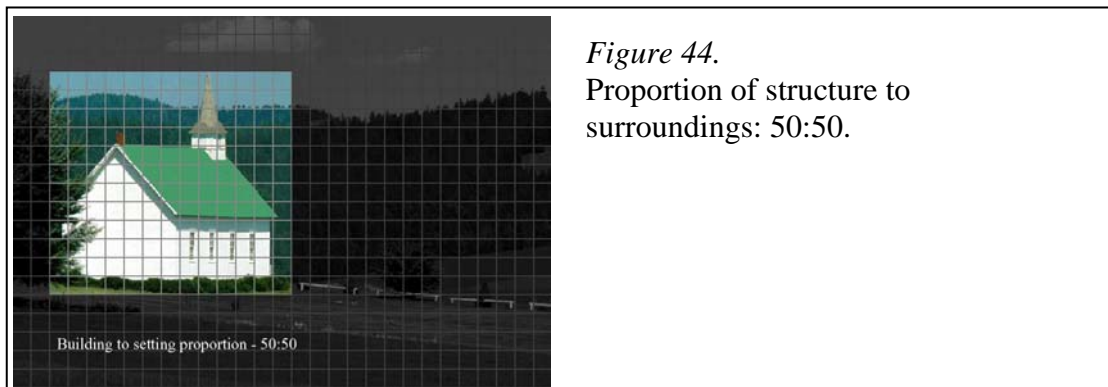 Figure 44.
Proportion of structure to
surroundings: 50:50.
Building to setting proportion - 50:50